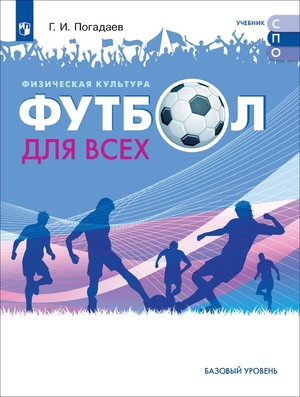 Г. И. Погадаев
УЧЕБНИК
СПО
ФИЗИЧЕСКАЯ КУЛЬТУРА
ФУТБОЛ
ДЛЯ ВСЕХ
БАЗОВЫЙ УРОВЕНЬ